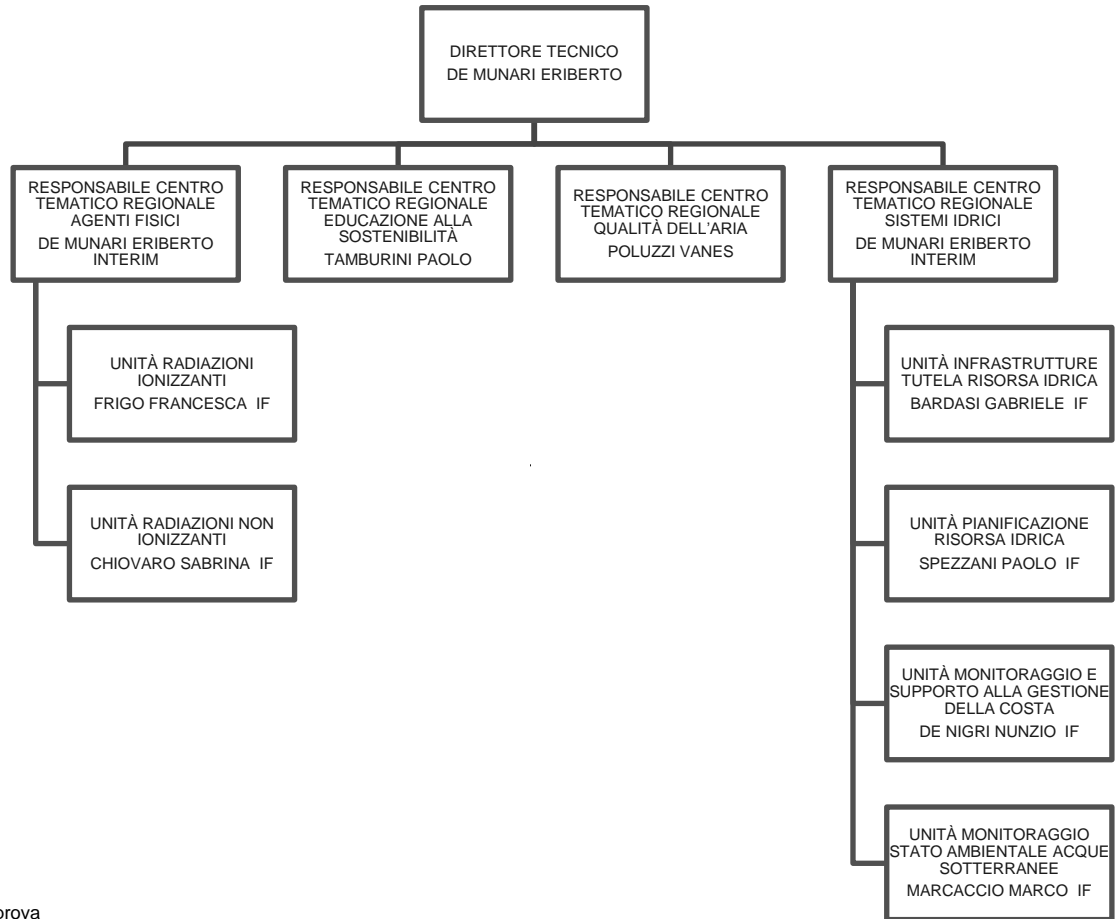 DIRETTORE TECNICO
DE MUNARI ERIBERTO
RESPONSABILE CENTRO
TEMATICO REGIONALE
AGENTI FISICI
DE MUNARI ERIBERTO
INTERIM
RESPONSABILE CENTRO
TEMATICO REGIONALE
EDUCAZIONE ALLA
SOSTENIBILITÀ
TAMBURINI PAOLO
RESPONSABILE CENTRO
TEMATICO REGIONALE
QUALITÀ DELL'ARIA
POLUZZI VANES
RESPONSABILE CENTRO
TEMATICO REGIONALE
SISTEMI IDRICI
DE MUNARI ERIBERTO
INTERIM
UNITÀ RADIAZIONI
IONIZZANTI
FRIGO FRANCESCA IF
UNITÀ RADIAZIONI NON
IONIZZANTI
CHIOVARO SABRINA IF
UNITÀ INFRASTRUTTURE
TUTELA RISORSA IDRICA
BARDASI GABRIELE IF
UNITÀ PIANIFICAZIONE
RISORSA IDRICA
SPEZZANI PAOLO IF
UNITÀ MONITORAGGIO E
SUPPORTO ALLA GESTIONE
DELLA COSTA
DE NIGRI NUNZIO IF
UNITÀ MONITORAGGIO
STATO AMBIENTALE ACQUE
SOTTERRANEE
MARCACCIO MARCO IF